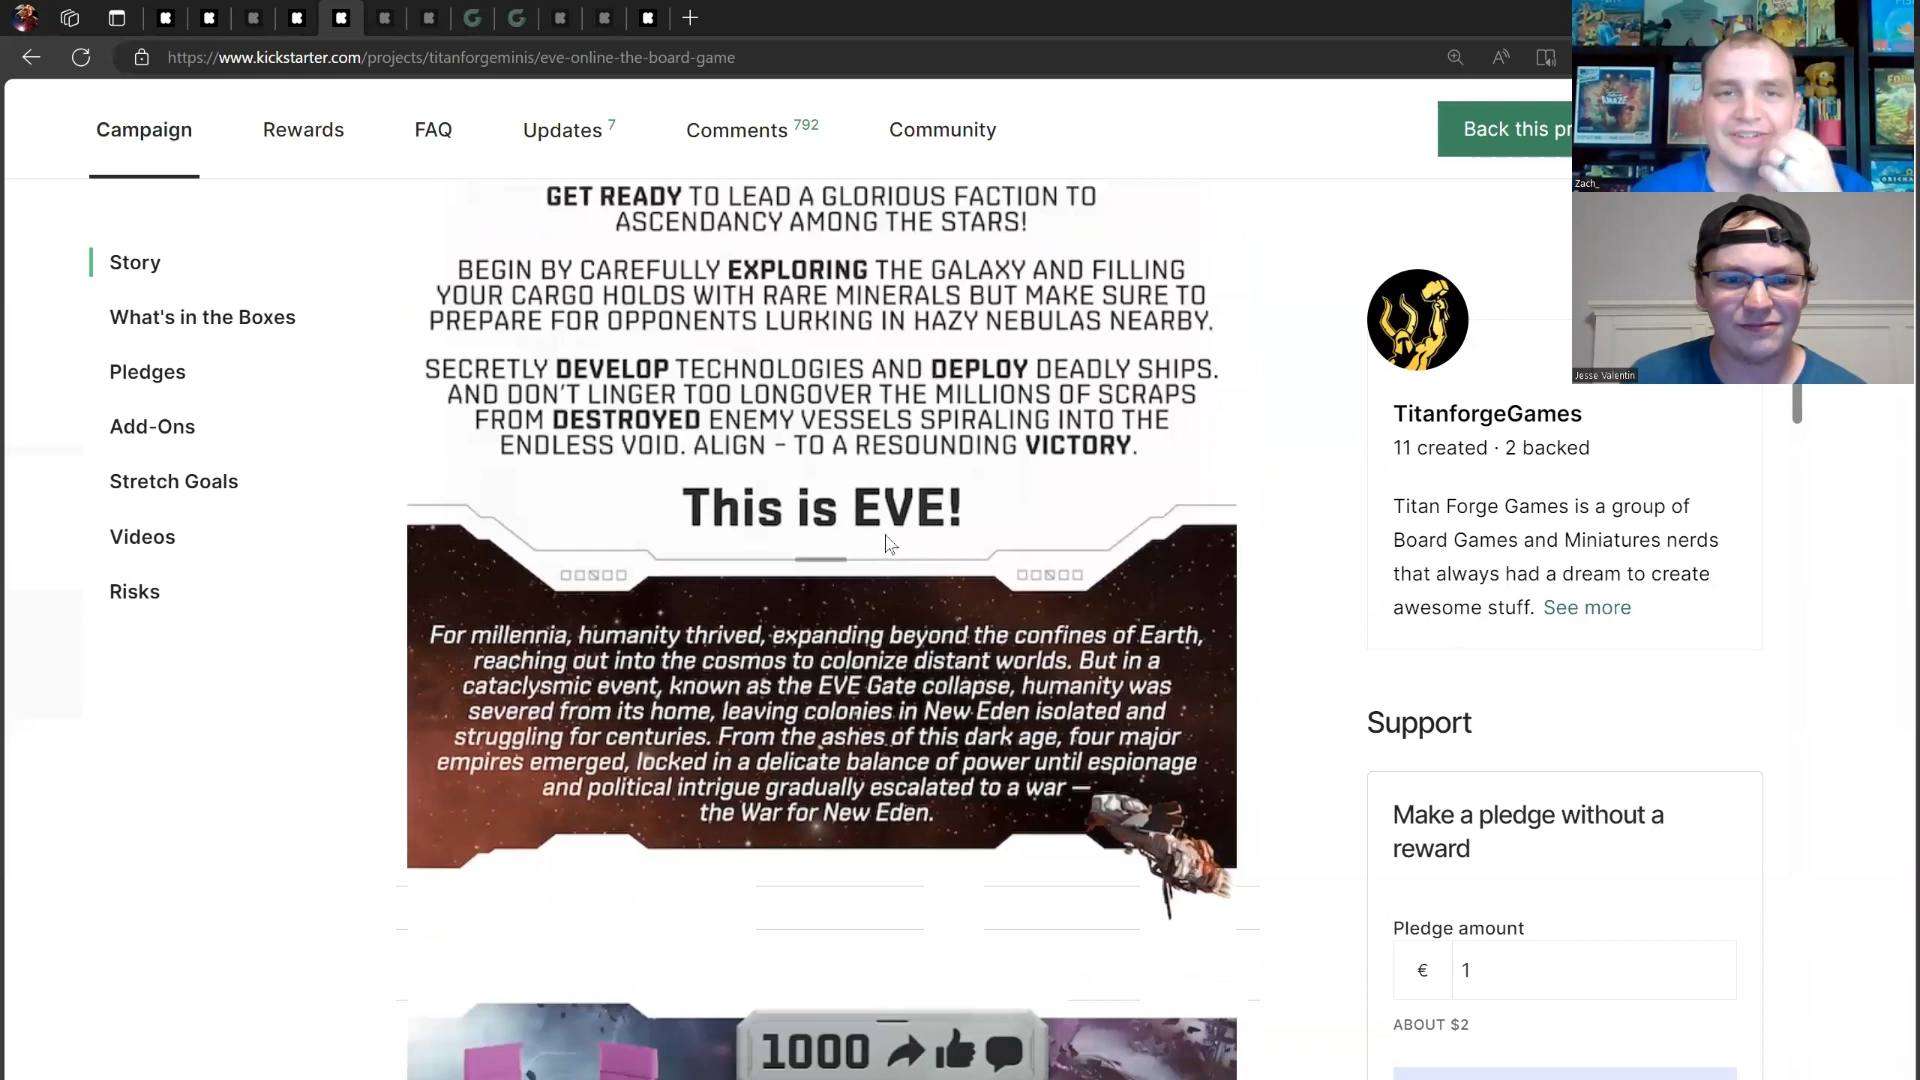 https://www.kickstarter.com/projects/titanforgeminis/eve-online-the-board-game
Campaign
Rewards
FAQ
Updates 7
Comments 792
Community
Back this pr
Story
What's in the Boxes
Pledges
Add-Ons
Stretch Goals
Videos
Risks
GET READY TO LEAD A GLORIOUS FACTION TO
ASCENDANCY AMONG THE STARS!
BEGIN BY CAREFULLY EXPLORING THE GALAXY AND FILLING
YOUR CARGO HOLDS WITH RARE MINERALS BUT MAKE SURE TO
PREPARE FOR OPPONENTS LURKING IN HAZY NEBULAS NEARBY.
SECRETLY DEVELOP TECHNOLOGIES AND DEPLOY DEADLY SHIPS.
AND DON'T LINGER TOO LONGOVER THE MILLIONS OF SCRAPS
FROM DESTROYED ENEMY VESSELS SPIRALING INTO THE
ENDLESS VOID. ALIGN - TO A RESOUNDING VICTORY.
This is EVE!
For millennia, humanity thrived, expanding beyond the confines of Earth,
reaching out into the cosmos to colonize distant worlds. But in a
cataclysmic event, known as the EVE Gate collapse, humanity was
severed from its home, leaving colonies in New Eden isolated and
struggling for centuries. From the ashes of this dark age, four major
empires emerged, locked in a delicate balance of power until espionage
and political intrigue gradually escalated to a war —
the War for New Eden.
1000
Zach_
Jesse Valentin
TitanforgeGames
11 created · 2 backed
Titan Forge Games is a group of
Board Games and Miniatures nerds
that always had a dream to create
awesome stuff. See more
Support
Make a pledge without a
reward
Pledge amount
€ 1
ABOUT $2